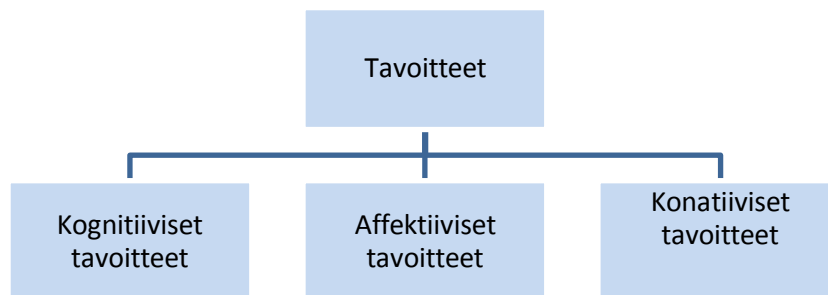 Tavoitteet
Kognitiiviset
tavoitteet
Affektiiviset
tavoitteet
Konatiiviset
tavoitteet